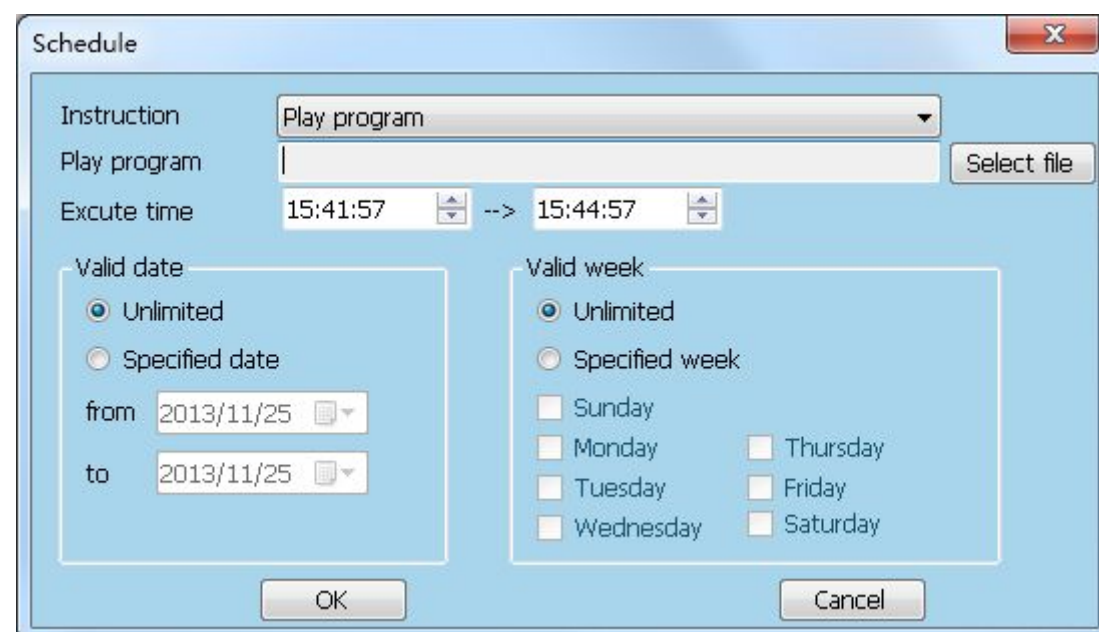 Schedule
Instruction Play program
Play program Select file
Excute time 15:41:57 --> 15:44:57
Valid date Valid week
Unlimited Unlimited
Specified date Specified week
from 2013/11/25 Sunday
Monday Thursday
to 2013/11/25 Tuesday Friday
Wednesday Saturday
OK Cancel